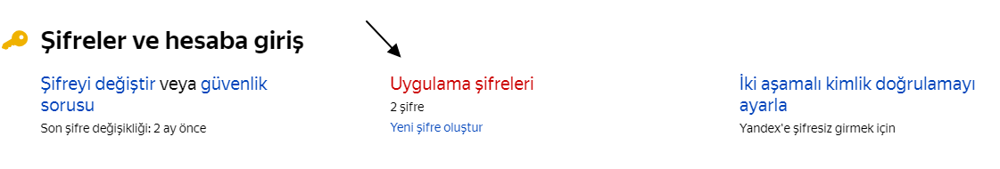 Şifreler ve hesaba giriş
Şifreyi değiştir veya güvenlik
sorusu
Son şifre değişikliği: 2 ay önce
Uygulama şifreleri
2 şifre
Yeni şifre oluştur
İki aşamalı kimlik doğrulamayı
ayarla
Yandex'e şifresiz girmek için